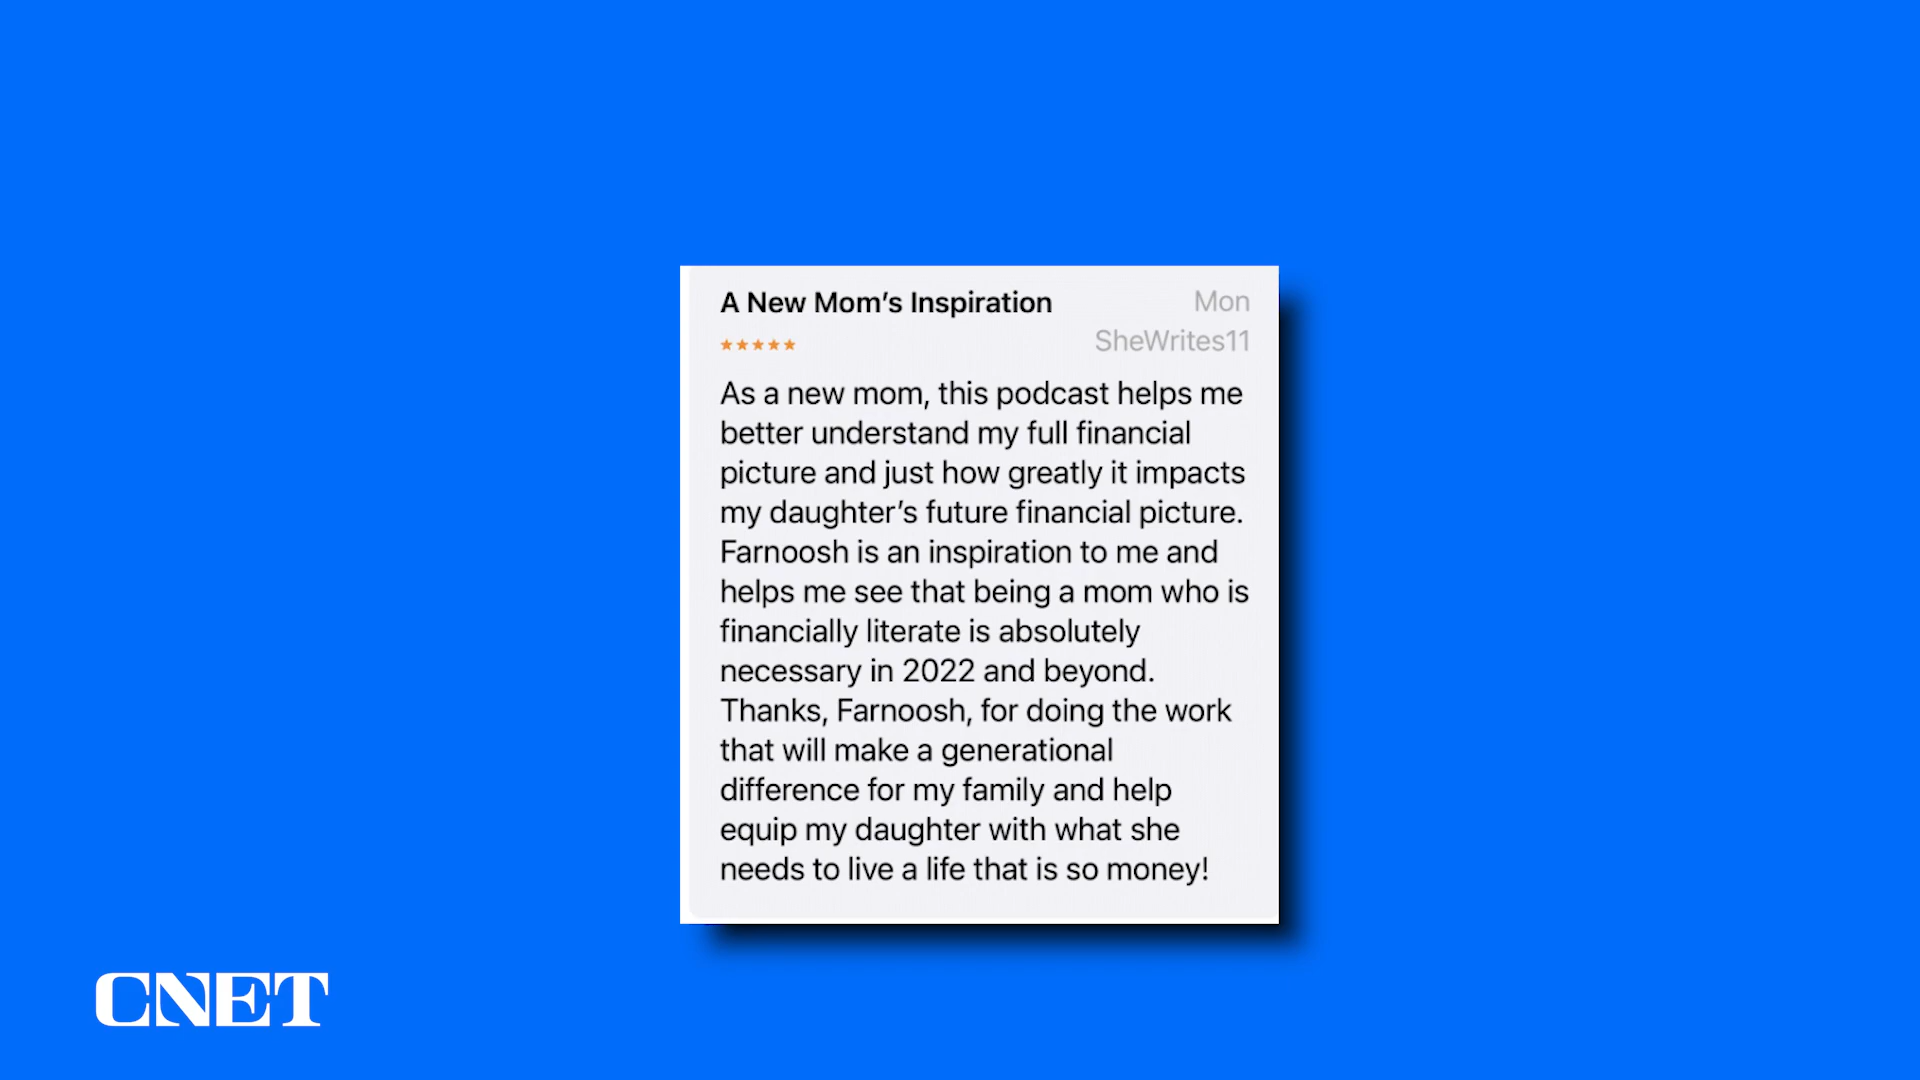 A New Mom’s Inspiration
Mon
★★★★★
SheWrites11
As a new mom, this podcast helps me
better understand my full financial
picture and just how greatly it impacts
my daughter’s future financial picture.
Farnoosh is an inspiration to me and
helps me see that being a mom who is
financially literate is absolutely
necessary in 2022 and beyond.
Thanks, Farnoosh, for doing the work
that will make a generational
difference for my family and help
equip my daughter with what she
needs to live a life that is so money!
CNET